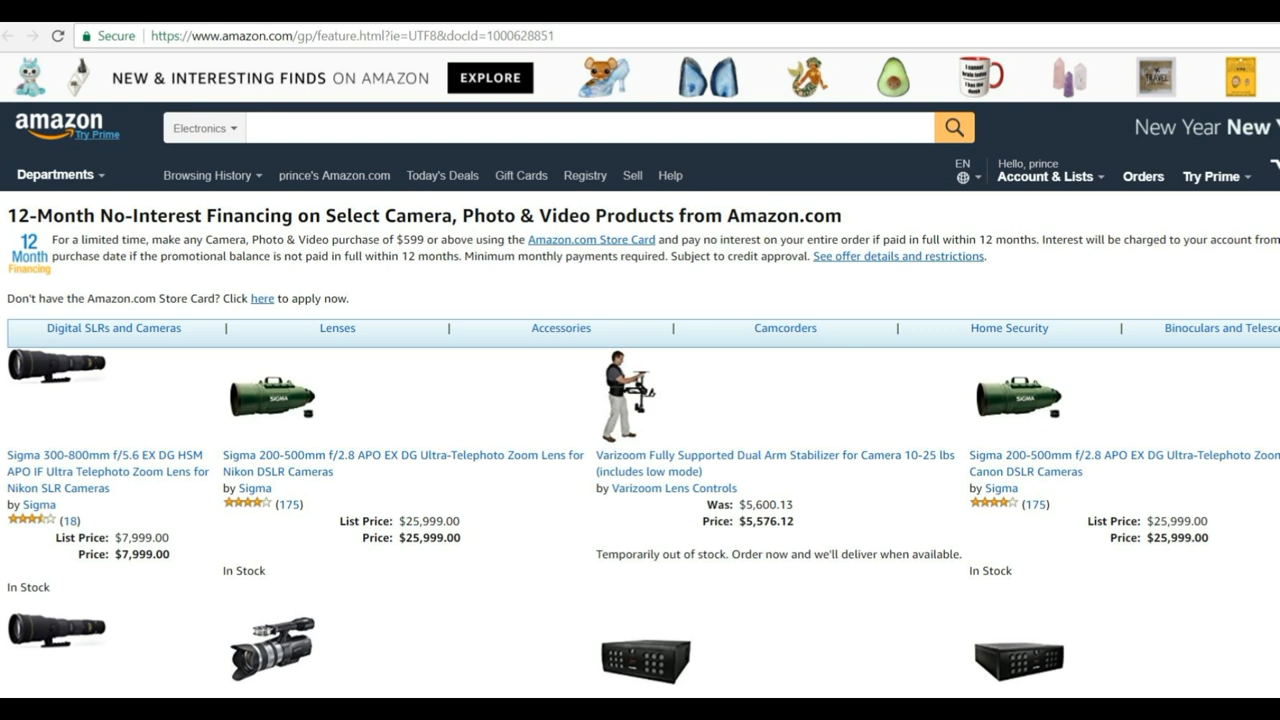 Secure | https://www.amazon.com/gp/feature.html?ie=UTF8&docId=1000628851
NEW & INTERESTING FINDS ON AMAZON EXPLORE
amazon
Try Prime
Electronics
New Year New
Departments
Browsing History prince's Amazon.com Today's Deals Gift Cards Registry Sell Help
EN
Hello, prince
Account & Lists Orders Try Prime
12-Month No-Interest Financing on Select Camera, Photo & Video Products from Amazon.com
12
Month
Financing
For a limited time, make any Camera, Photo & Video purchase of $599 or above using the Amazon.com Store Card and pay no interest on your entire order if paid in full within 12 months. Interest will be charged to your account from
purchase date if the promotional balance is not paid in full within 12 months. Minimum monthly payments required. Subject to credit approval. See offer details and restrictions.
Don't have the Amazon.com Store Card? Click here to apply now.
Digital SLRs and Cameras | Lenses | Accessories | Camcorders | Home Security | Binoculars and
Sigma 300-800mm f/5.6 EX DG HSM
APO IF Ultra Telephoto Zoom Lens for
Nikon SLR Cameras
by Sigma
(18)
List Price: $7,999.00
Price: $7,999.00
In Stock
SIGMA
Sigma 200-500mm f/2.8 APO EX DG Ultra-Telephoto Zoom Lens for
Nikon DSLR Cameras
by Sigma
(175)
List Price: $25,999.00
Price: $25,999.00
In Stock
Varizoom Fully Supported Dual Arm Stabilizer for Camera 10-25 lbs
(includes low mode)
by Varizoom Lens Controls
Was: $5,600.13
Price: $5,576.12
Temporarily out of stock. Order now and we'll deliver when available.
SIGMA
Sigma 200-500mm f/2.8 APO EX DG Ultra-Telephoto Zoom
Canon DSLR Cameras
by Sigma
(175)
List Price: $25,999.00
Price: $25,999.00
In Stock